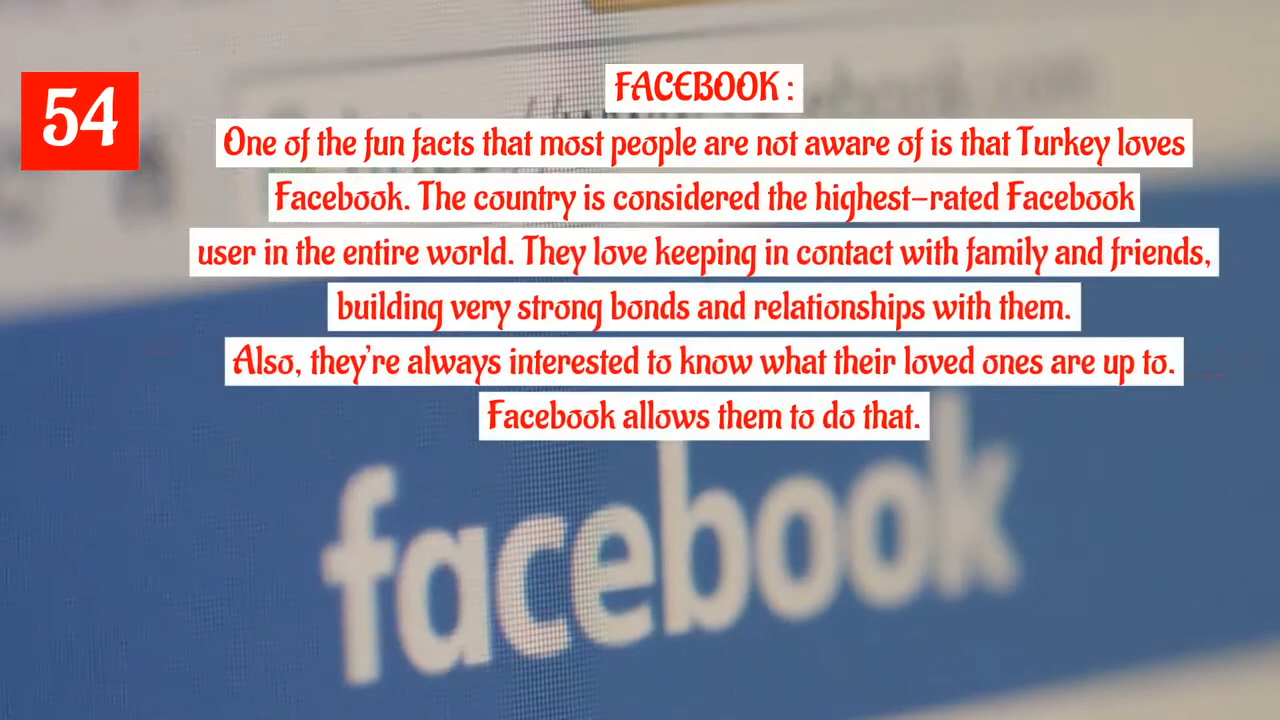 54
FACEBOOK :
One of the fun facts that most people are not aware of is that Turkey loves
Facebook. The country is considered the highest-rated Facebook
user in the entire world. They love keeping in contact with family and friends,
building very strong bonds and relationships with them.
Also, they're always interested to know what their loved ones are up to.
Facebook allows them to do that.
facebook